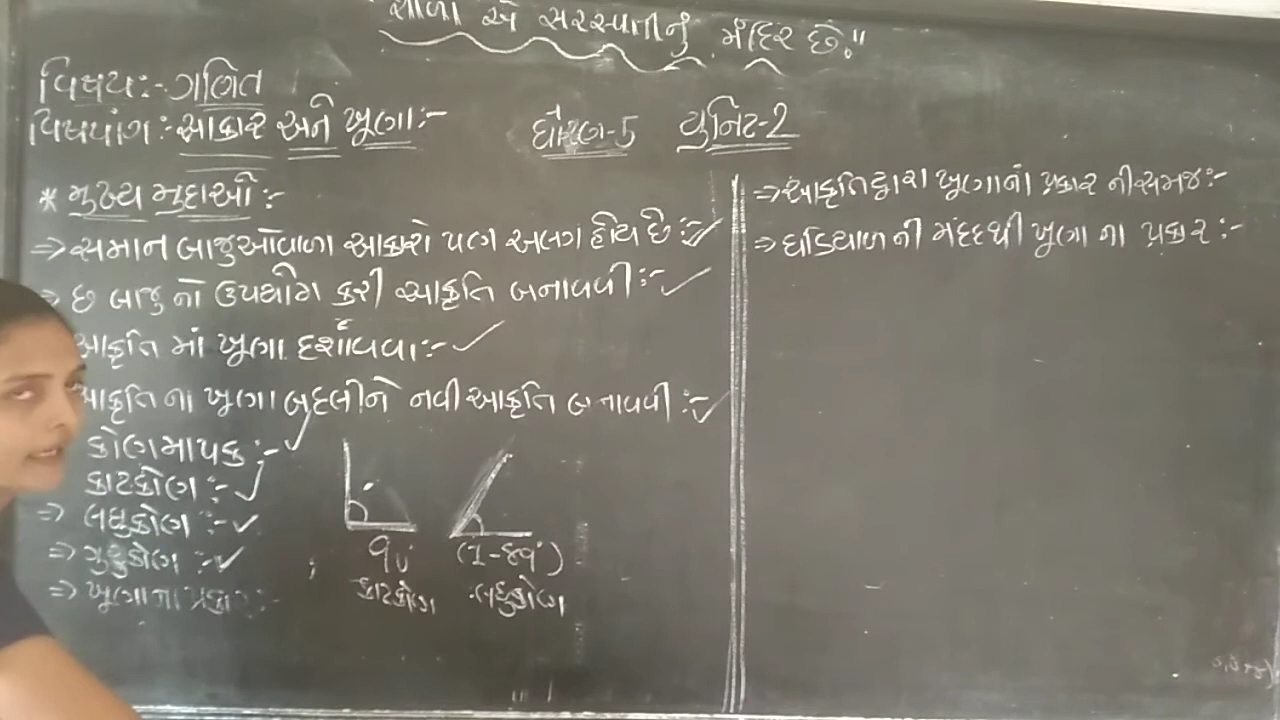 શાળા એ સરસ્વતીનું મંદિર છે."
વિષય:- ગણિત
વિષયાંગ:- આકાર અને ખૂણા:-
ધોરણ-5 યુનિટ-2
* મુખ્ય મુદ્દાઓ:-
⇒ સમાન બાજુઓવાળા આકારો પણ અલગ હોય છે:- ✓
⇒ છ બાજુ નો ઉપયોગ કરી આકૃતિ બનાવવી:- ✓
આકૃતિ માં ખૂણા દર્શાવવા:- ✓
આકૃતિ ના ખૂણા બદલીને નવી આકૃતિ બનાવવી:- ✓
કોણમાપક:- ✓
કાટકોણ:- ✓
⇒ લઘુકોણ:- ✓
⇒ ગુરુકોણ:- ✓
⇒ ખૂણાના પ્રકાર:-
90°
કાટકોણ
(1-89°)
લઘુકોણ
⇒ આકૃતિ દ્વારા ખૂણાનાં પ્રકાર ની સમજ:-
⇒ ઘડિયાળ ની મદદથી ખૂણા ના પ્રકાર:-